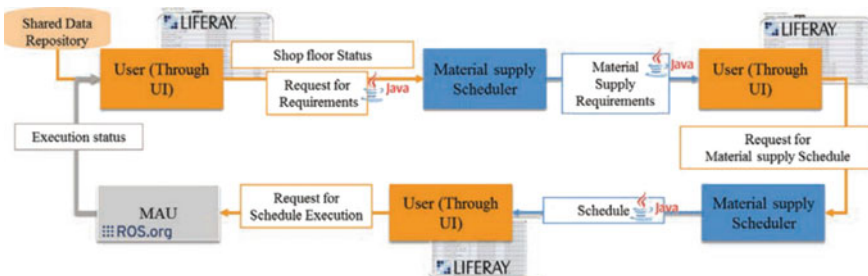 Shared Data
Repository
LIFERAY
User (Through
UI)
Shop floor Status
Request for
Requirements
Java
Material supply
Scheduler
Material
Supply
Requirements
Java
LIFERAY
User (Through
UI)
Execution status
Request for
Material supply Schedule
MAU
ROS.org
Request for
Schedule Execution
User (Through
UI)
LIFERAY
Schedule
Java
Material supply
Scheduler